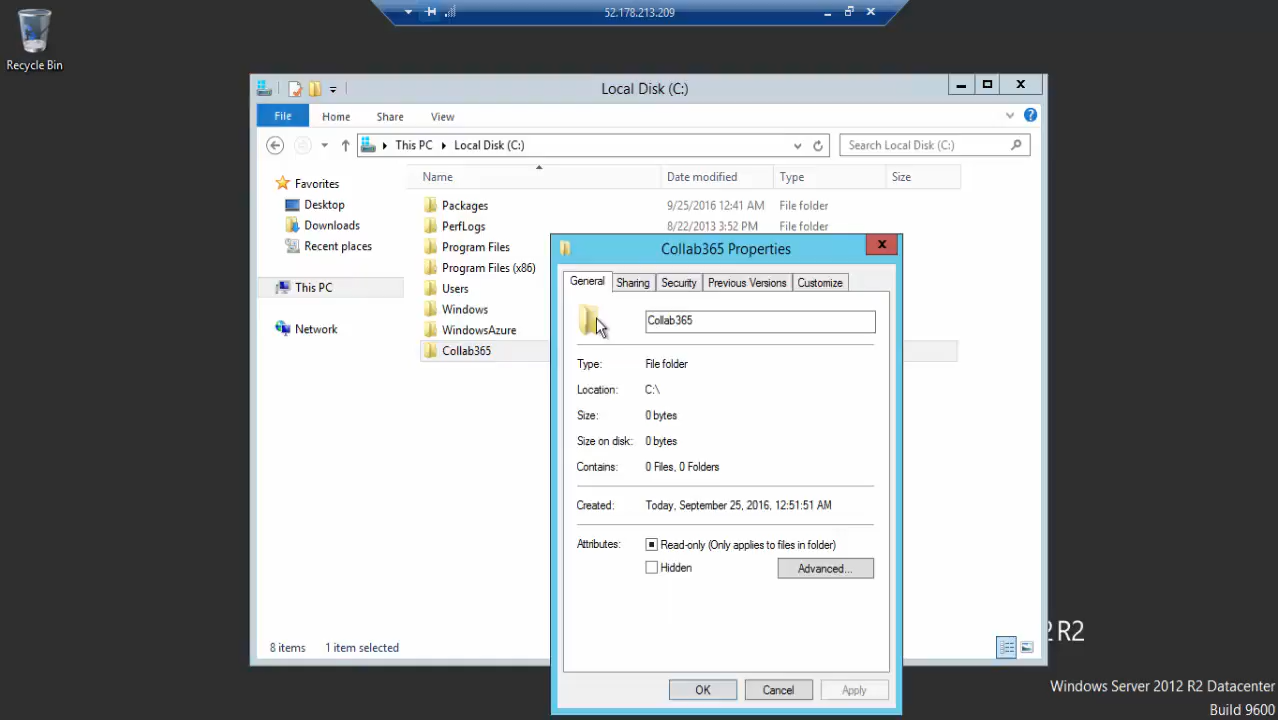 52.178.213.209
Recycle Bin
Local Disk (C:)
File Home Share View
This PC Local Disk (C:)
Search Local Disk (C:)
Name Date modified Type Size
Favorites
Desktop
Downloads
Recent places
This PC
Network
Packages 9/25/2016 12:41 AM File folder
PerfLogs 8/22/2013 3:52 PM File folder
Program Files
Program Files (x86)
Users
Windows
WindowsAzure
Collab365
Collab365 Properties
General Sharing Security Previous Versions Customize
Collab365
Type: File folder
Location: C:\
Size: 0 bytes
Size on disk: 0 bytes
Contains: 0 Files, 0 Folders
Created: Today, September 25, 2016, 12:51:51 AM
Attributes: Read-only (Only applies to files in folder)
Hidden Advanced...
OK Cancel Apply
8 items 1 item selected
R2
Windows Server 2012 R2 Datacenter
Build 9600